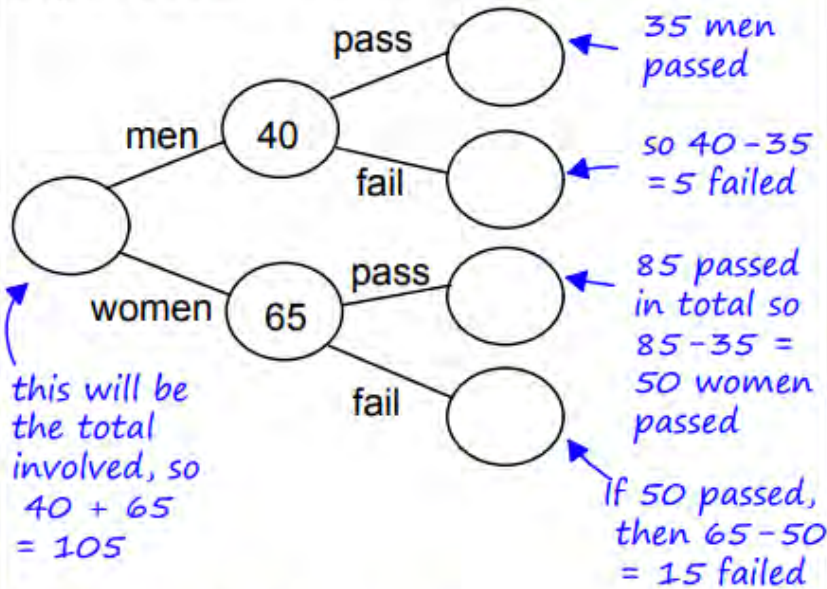 pass
35 men
passed
men
40
so 40-35
= 5 failed
fail
pass
85 passed
in total so
85-35 =
50 women
passed
women
65
fail
this will be
the total
involved, so
40 + 65
= 105
If 50 passed,
then 65-50
= 15 failed